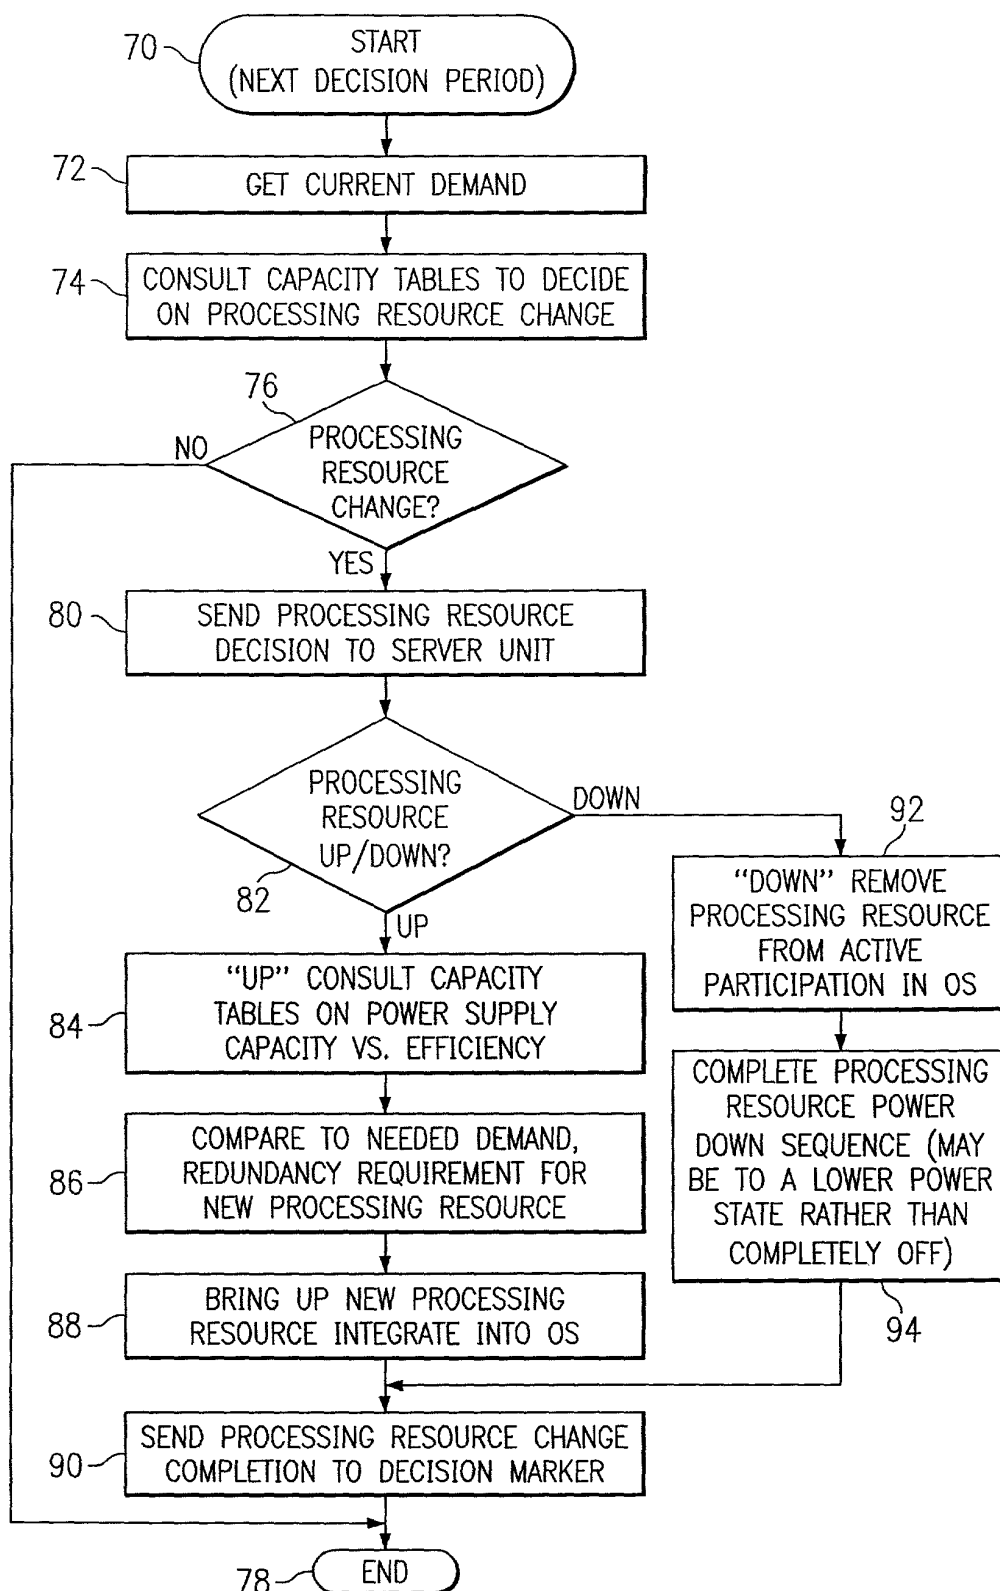 70
START
(NEXT DECISION PERIOD)
72
GET CURRENT DEMAND
74
CONSULT CAPACITY TABLES TO DECIDE
ON PROCESSING RESOURCE CHANGE
76
PROCESSING
RESOURCE
CHANGE?
NO
YES
80
SEND PROCESSING RESOURCE
DECISION TO SERVER UNIT
PROCESSING
RESOURCE
UP/DOWN?
82
DOWN
UP
84
"UP" CONSULT CAPACITY
TABLES ON POWER SUPPLY
CAPACITY VS. EFFICIENCY
86
COMPARE TO NEEDED DEMAND,
REDUNDANCY REQUIREMENT FOR
NEW PROCESSING RESOURCE
88
BRING UP NEW PROCESSING
RESOURCE INTEGRATE INTO OS
92
"DOWN" REMOVE
PROCESSING RESOURCE
FROM ACTIVE
PARTICIPATION IN OS
COMPLETE PROCESSING
RESOURCE POWER
DOWN SEQUENCE (MAY
BE TO A LOWER POWER
STATE RATHER THAN
COMPLETELY OFF)
94
90
SEND PROCESSING RESOURCE CHANGE
COMPLETION TO DECISION MARKER
78
END